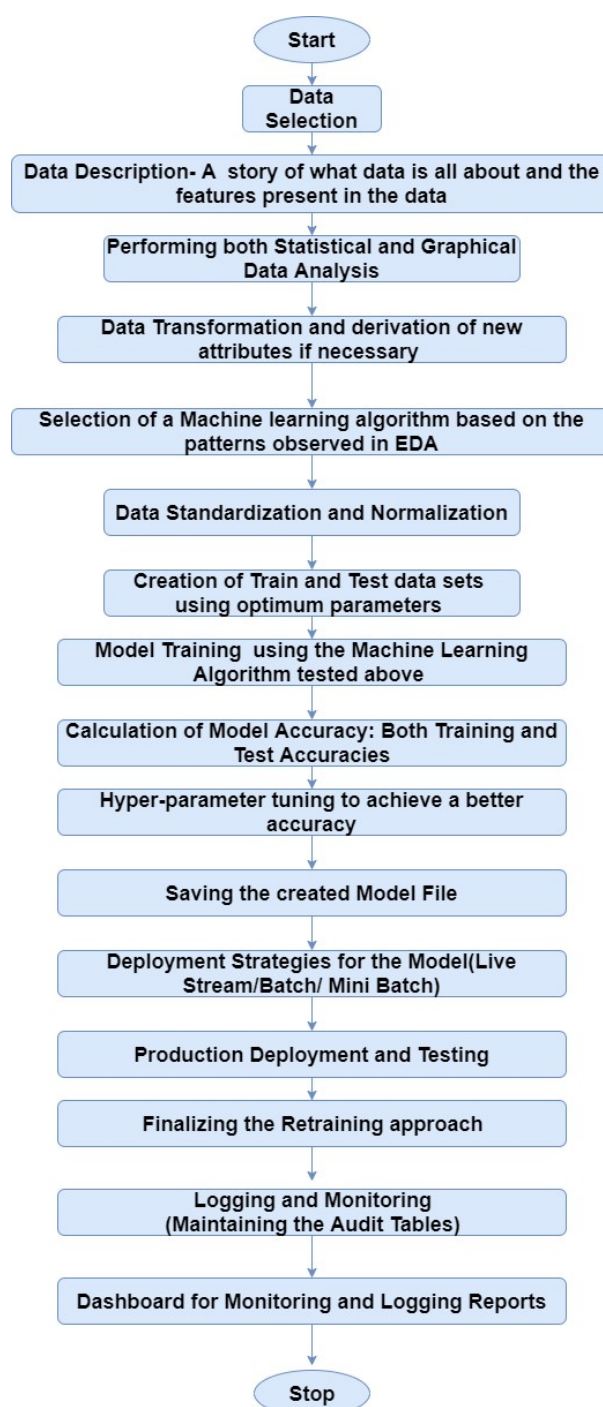 Start
Data
Selection
Data Description- A story of what data is all about and the
features present in the data
Performing both Statistical and Graphical
Data Analysis
Data Transformation and derivation of new
attributes if necessary
Selection of a Machine learning algorithm based on the
patterns observed in EDA
Data Standardization and Normalization
Creation of Train and Test data sets
using optimum parameters
Model Training using the Machine Learning
Algorithm tested above
Calculation of Model Accuracy: Both Training and
Test Accuracies
Hyper-parameter tuning to achieve a better
accuracy
Saving the created Model File
Deployment Strategies for the Model(Live
Stream/Batch/ Mini Batch)
Production Deployment and Testing
Finalizing the Retraining approach
Logging and Monitoring
(Maintaining the Audit Tables)
Dashboard for Monitoring and Logging Reports
Stop